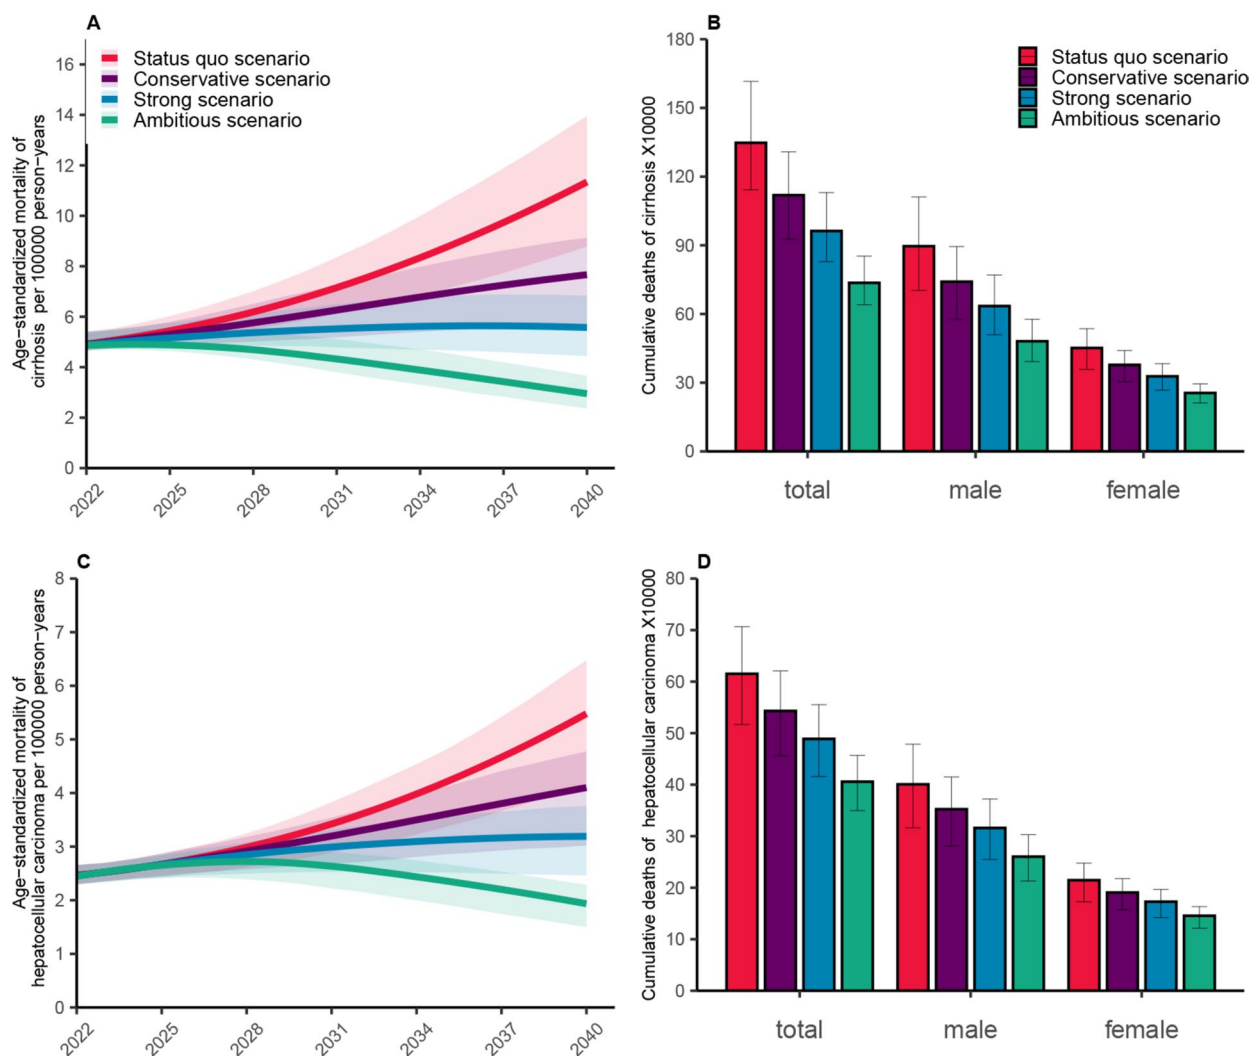 A
Age−standardized mortality of
cirrhosis per 100000 person−years
16
14
12
10
8
6
4
2
0
Status quo scenario
Conservative scenario
Strong scenario
Ambitious scenario
2022
2025
2028
2031
2034
2037
2040
B
Cumulative deaths of cirrhosis X10000
180
150
120
90
60
30
0
Status quo scenario
Conservative scenario
Strong scenario
Ambitious scenario
total
male
female
C
Age−standardized mortality of
hepatocellular carcinoma per 100000 person−years
8
7
6
5
4
3
2
1
0
2022
2025
2028
2031
2034
2037
2040
D
Cumulative deaths of hepatocellular carcinoma X10000
80
70
60
50
40
30
20
10
0
total
male
female